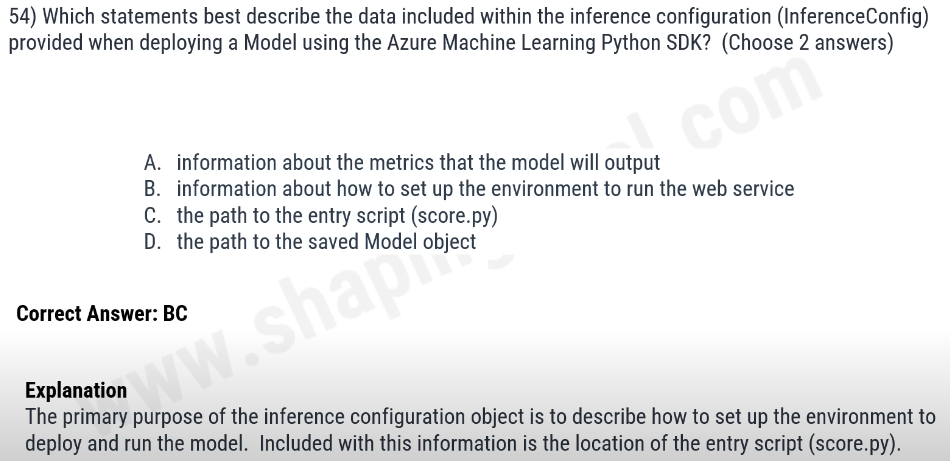 54) Which statements best describe the data included within the inference configuration (InferenceConfig)
provided when deploying a Model using the Azure Machine Learning Python SDK? (Choose 2 answers)
A. information about the metrics that the model will output
B. information about how to set up the environment to run the web service
C. the path to the entry script (score.py)
D. the path to the saved Model object
Correct Answer: BC
Explanation
The primary purpose of the inference configuration object is to describe how to set up the environment to
deploy and run the model. Included with this information is the location of the entry script (score.py).